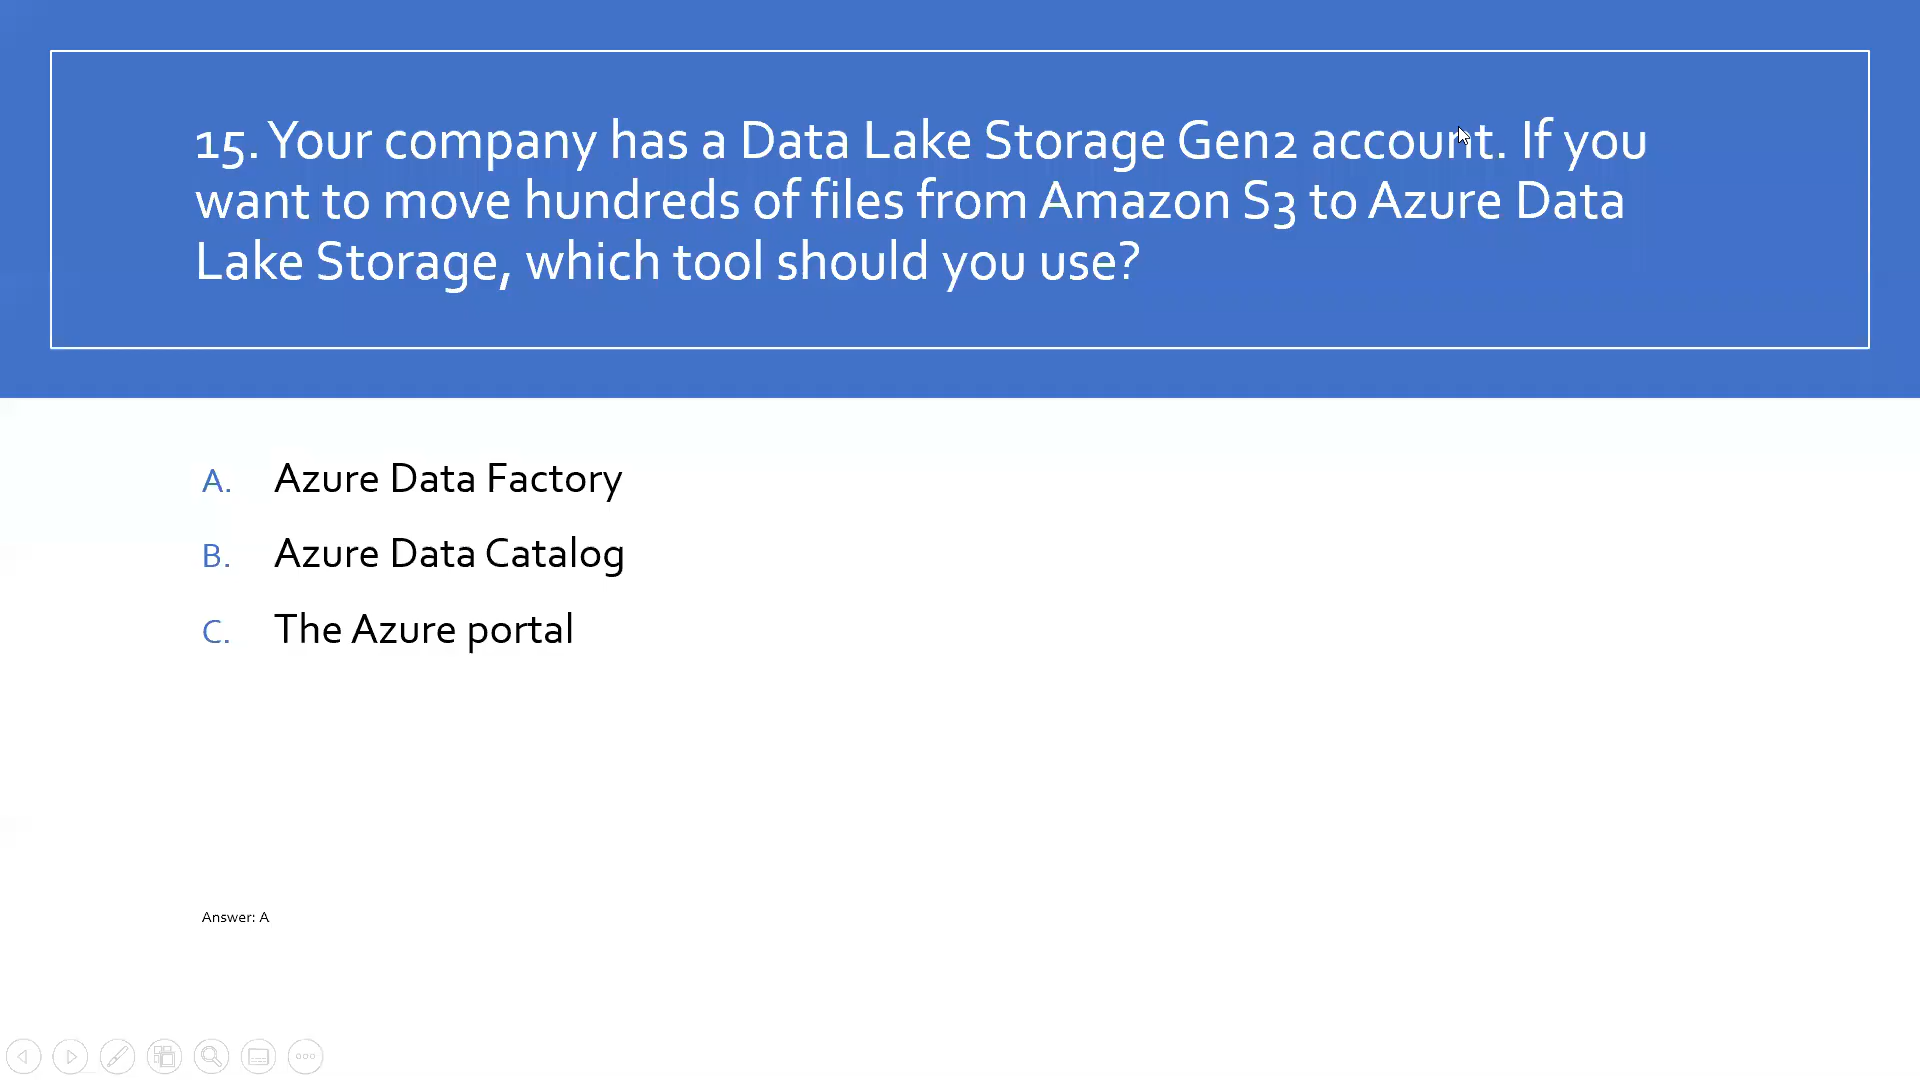 15. Your company has a Data Lake Storage Gen2 account. If you
want to move hundreds of files from Amazon S3 to Azure Data
Lake Storage, which tool should you use?
A. Azure Data Factory
B. Azure Data Catalog
C. The Azure portal
Answer: A